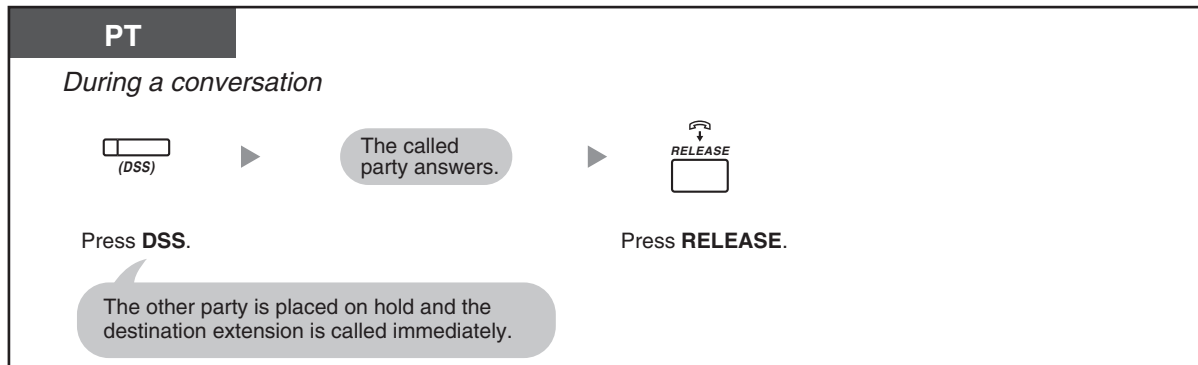 PT
During a conversation
(DSS)
The called
party answers.
RELEASE
Press DSS.
Press RELEASE.
The other party is placed on hold and the
destination extension is called immediately.